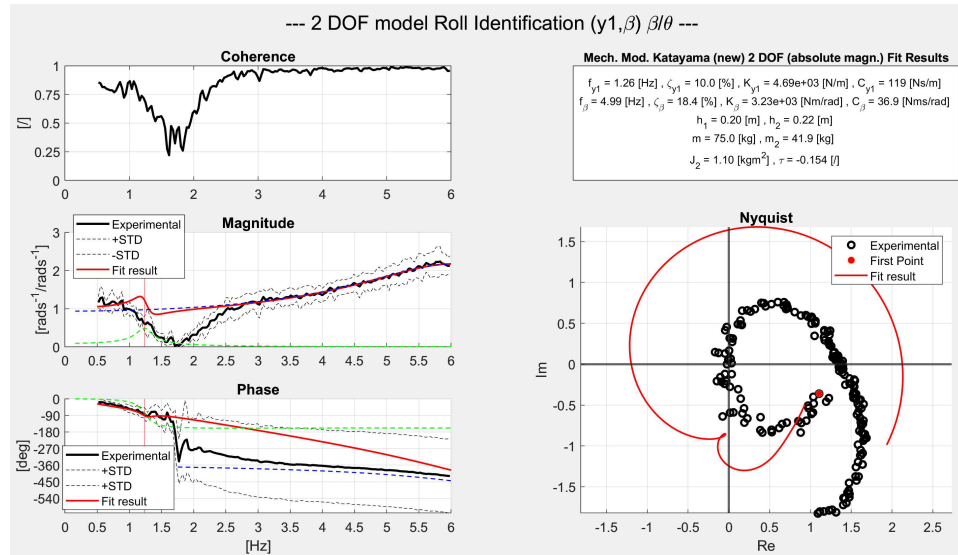 --- 2 DOF model Roll Identification (y1,β) β/θ ---
Coherence
[/]
1
0.75
0.5
0.25
0
0 1 2 3 4 5 6
Mech. Mod. Katayama (new) 2 DOF (absolute magn.) Fit Results
f_y1 = 1.26 [Hz] , ζ_y1 = 10.0 [%] , K_y1 = 4.69e+03 [N/m] , C_y1 = 119 [Ns/m]
f_β = 4.99 [Hz] , ζ_β = 18.4 [%] , K_β = 3.23e+03 [Nm/rad] , C_β = 36.9 [Nms/rad]
h_1 = 0.20 [m] , h_2 = 0.22 [m]
m = 75.0 [kg] , m_2 = 41.9 [kg]
J_2 = 1.10 [kgm^2] , τ = -0.154 [/]
Magnitude
[rads^-1/rads^-1]
Experimental
+STD
-STD
Fit result
3
2
1
0
0 0.5 1 1.5 2 2.5 3 3.5 4 4.5 5 5.5 6
Phase
[deg]
0
-90
-180
-270
-360
-450
-540
Experimental
+STD
+STD
Fit result
0 0.5 1 1.5 2 2.5 3 3.5 4 4.5 5 5.5 6
[Hz]
Nyquist
Im
Experimental
First Point
Fit result
1.5
1
0.5
0
-0.5
-1
-1.5
-1.5 -1 -0.5 0 0.5 1 1.5 2 2.5
Re